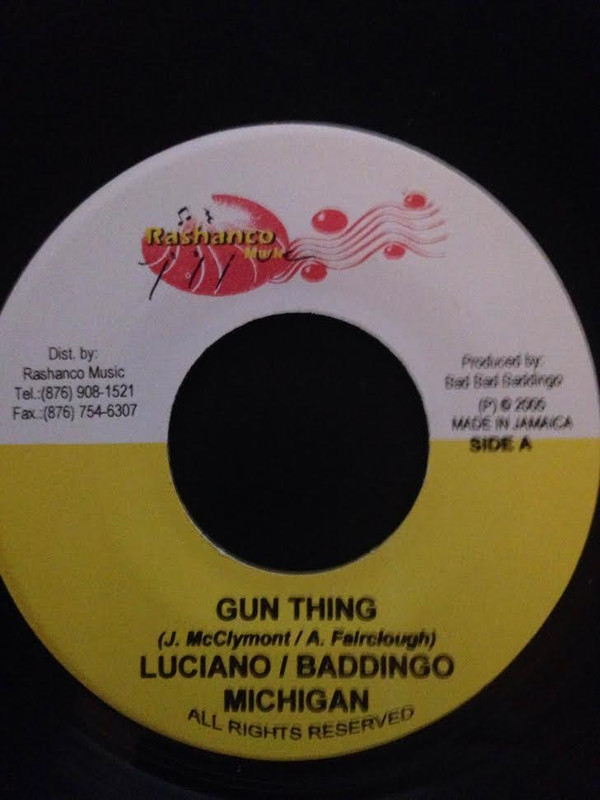 Rashanco
Musik
Dist. by:
Rashanco Music
Tel.:(876) 908-1521
Fax.:(876) 754-6307
Produced by:
Bad Bad Baddingo
(P) ©
MADE IN JAMAICA
SIDE A
GUN THING
(J. McClymont / A. Fairclough)
LUCIANO / BADDINGO
MICHIGAN
ALL RIGHTS RESERVED